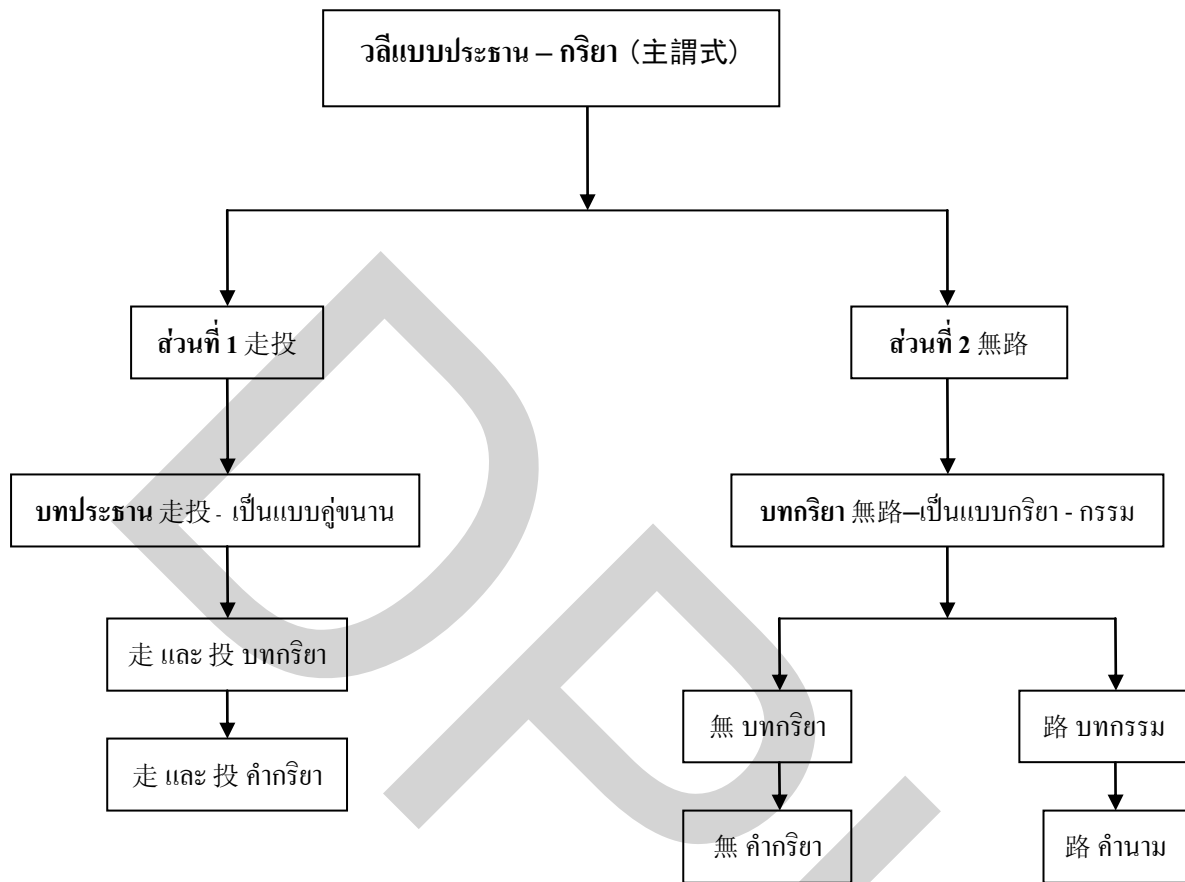 วลีแบบประธาน – กริยา (主謂式)
ส่วนที่ 1 走投
ส่วนที่ 2 無路
บทประธาน 走投 - เป็นแบบคู่ขนาน
บทกริยา 無路–เป็นแบบกริยา - กรรม
走 และ 投 บทกริยา
無 บทกริยา
路 บทกรรม
走 และ 投 คำกริยา
無 คำกริยา
路 คำนาม